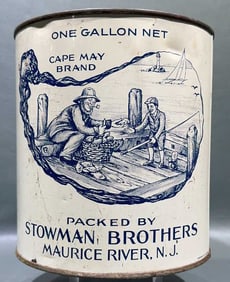 ONE GALLON NET
CAPE MAY
BRAND
PACKED BY
STOWMAN BROTHERS
MAURICE RIVER, N.J.